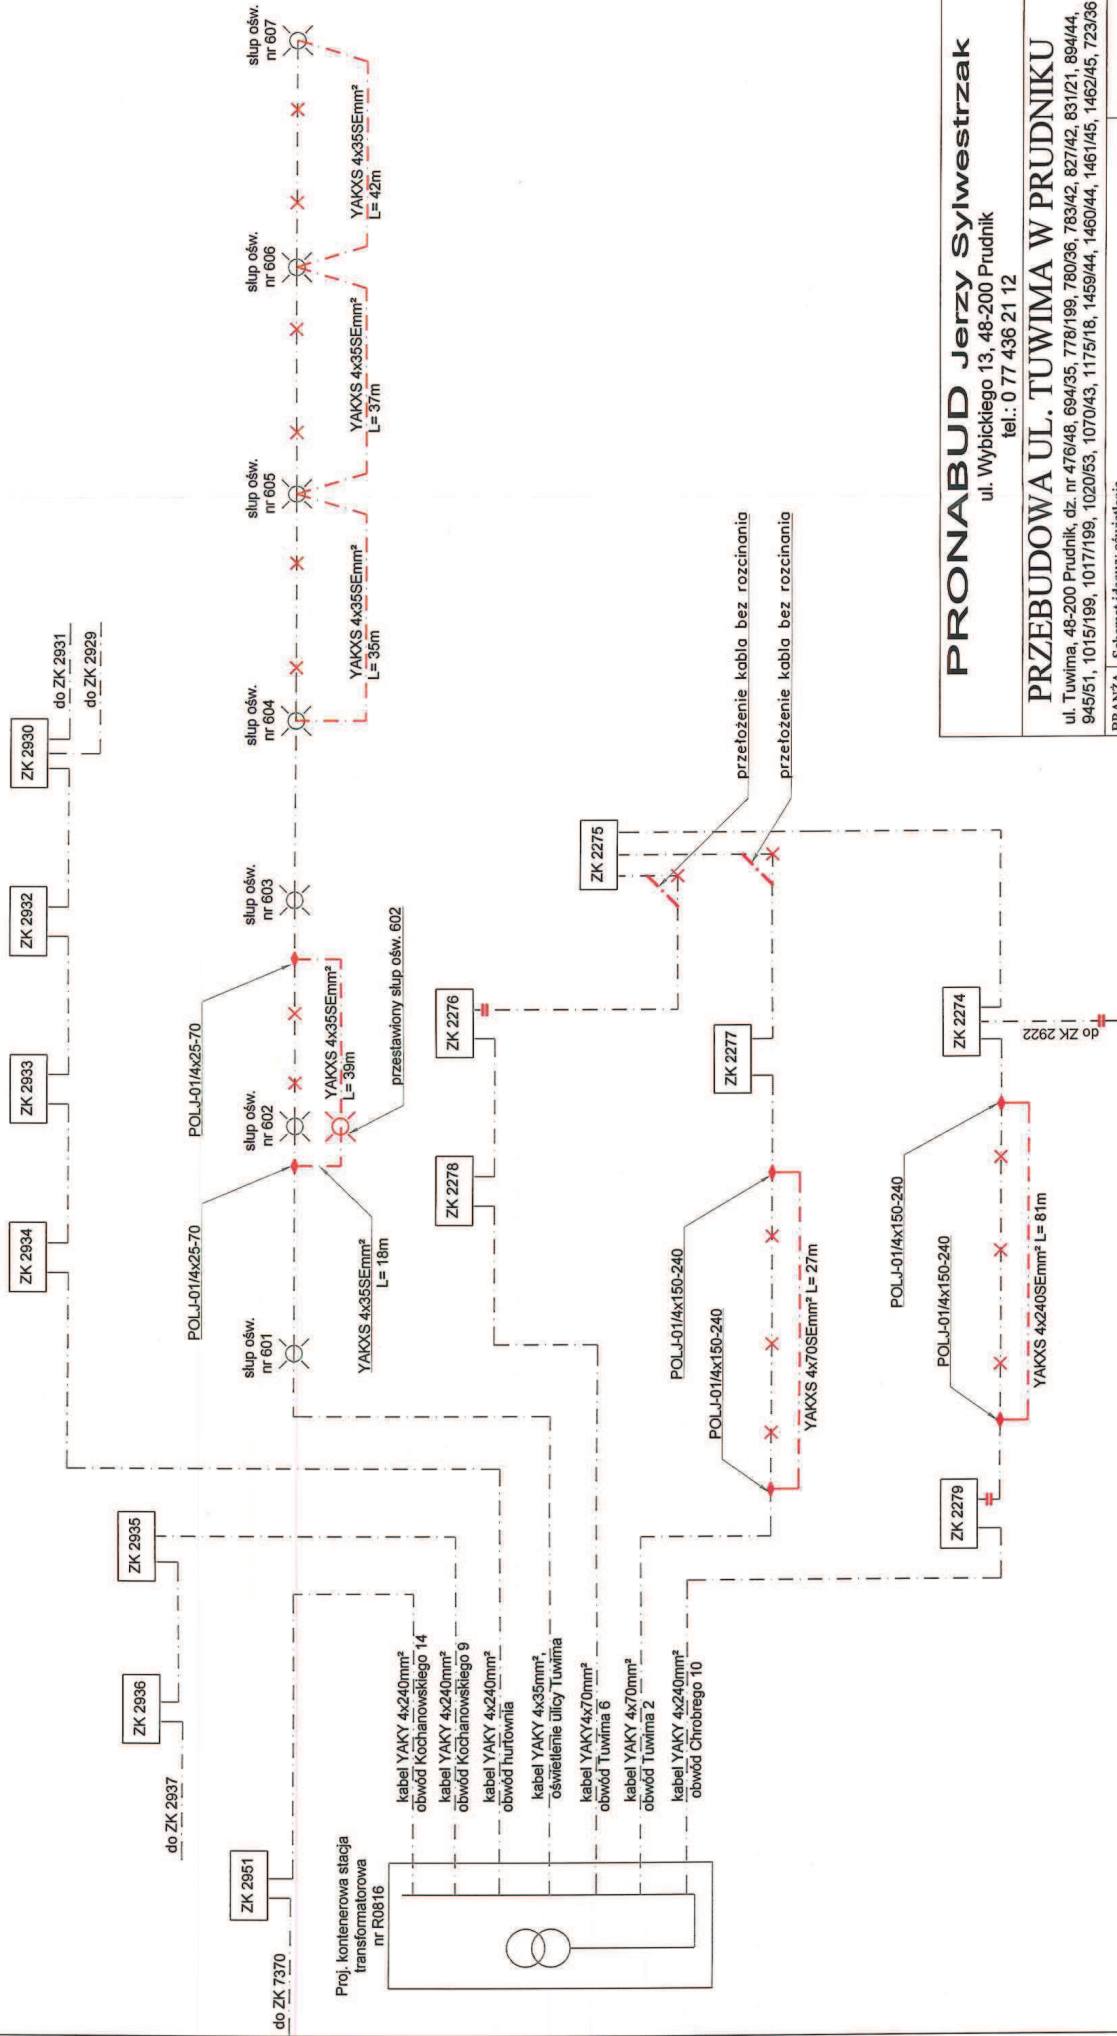 Proj. kontenerowa stacja
transformatorowa
nr R0816
do ZK 7370
ZK 2951
do ZK 2937
ZK 2936
ZK 2935
ZK 2934
ZK 2933
ZK 2932
ZK 2930
do ZK 2931
do ZK 2929
kabel YAKY 4x240mm²
obwód Kochanowskiego 14
kabel YAKY 4x240mm²
obwód Kochanowskiego 9
kabel YAKY 4x240mm²
obwód hurtownia
kabel YAKY 4x35mm²,
oświetlenie ulicy Tuwima
kabel YAKY4x70mm²
obwód Tuwima 6
kabel YAKY 4x70mm²
obwód Tuwima 2
kabel YAKY 4x240mm²
obwód Chrobrego 10
słup ośw.
nr 601
POLJ-01/4x25-70
YAKXS 4x35SEmm²
L= 18m
słup ośw.
nr 602
POLJ-01/4x25-70
YAKXS 4x35SEmm²
L= 39m
przestawiony słup ośw. 602
słup ośw.
nr 603
słup ośw.
nr 604
YAKXS 4x35SEmm²
L= 35m
słup ośw.
nr 605
YAKXS 4x35SEmm²
L= 37m
słup ośw.
nr 606
YAKXS 4x35SEmm²
L= 42m
słup ośw.
nr 607
ZK 2278
ZK 2276
ZK 2275
przełożenie kabla bez rozcinania
przełożenie kabla bez rozcinania
POLJ-01/4x150-240
POLJ-01/4x150-240
YAKXS 4x70SEmm² L= 27m
ZK 2277
ZK 2279
POLJ-01/4x150-240
POLJ-01/4x150-240
YAKXS 4x240SEmm² L= 81m
ZK 2274
do ZK 2922
PRONABUD Jerzy Sylwestrzak
ul. Wybickiego 13, 48-200 Prudnik
tel.: 0 77 436 21 12
PRZEBUDOWA UL. TUWIMA W PRUDNIKU
ul. Tuwima, 48-200 Prudnik, dz. nr 476/48, 694/35, 778/199, 780/36, 783/42, 827/42, 831/21, 894/44,
945/51, 1015/199, 1017/199, 1020/53, 1070/43, 1175/18, 1459/44, 1460/44, 1461/45, 1462/45, 723/36
BRANŻA